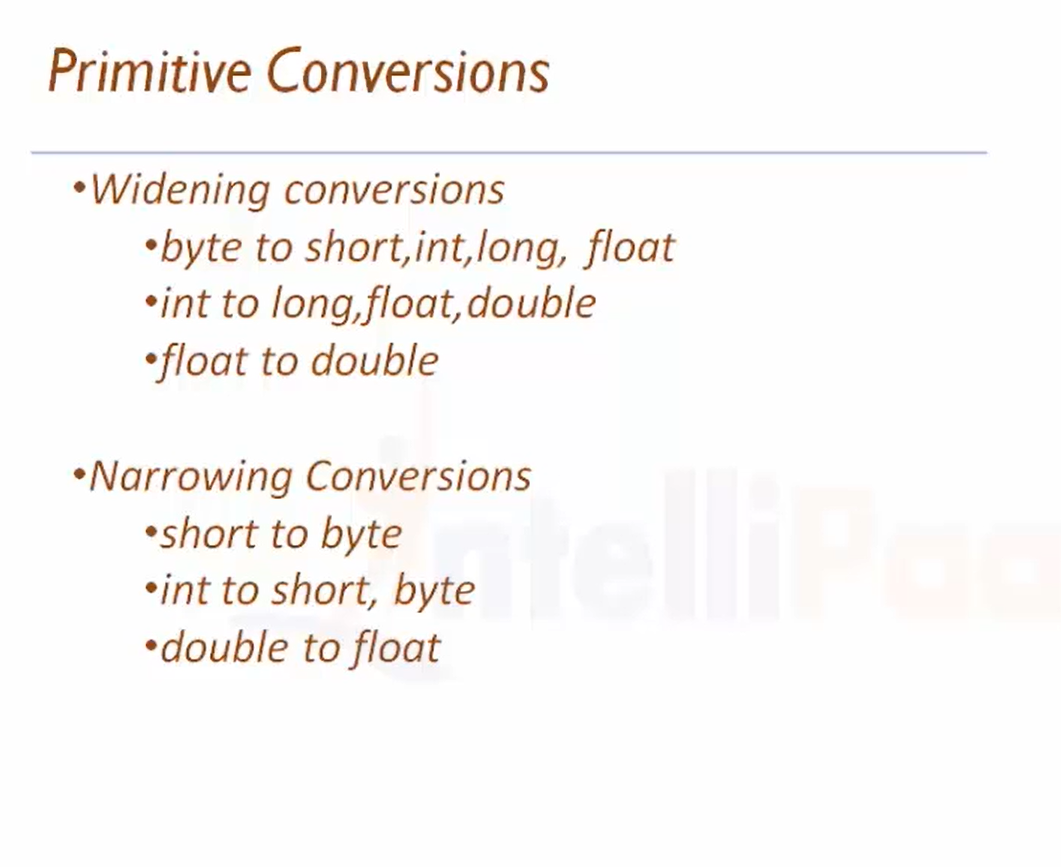 Primitive Conversions
•Widening conversions
•byte to short,int,long, float
•int to long,float,double
•float to double
•Narrowing Conversions
•short to byte
•int to short, byte
•double to float
IntelliPaa